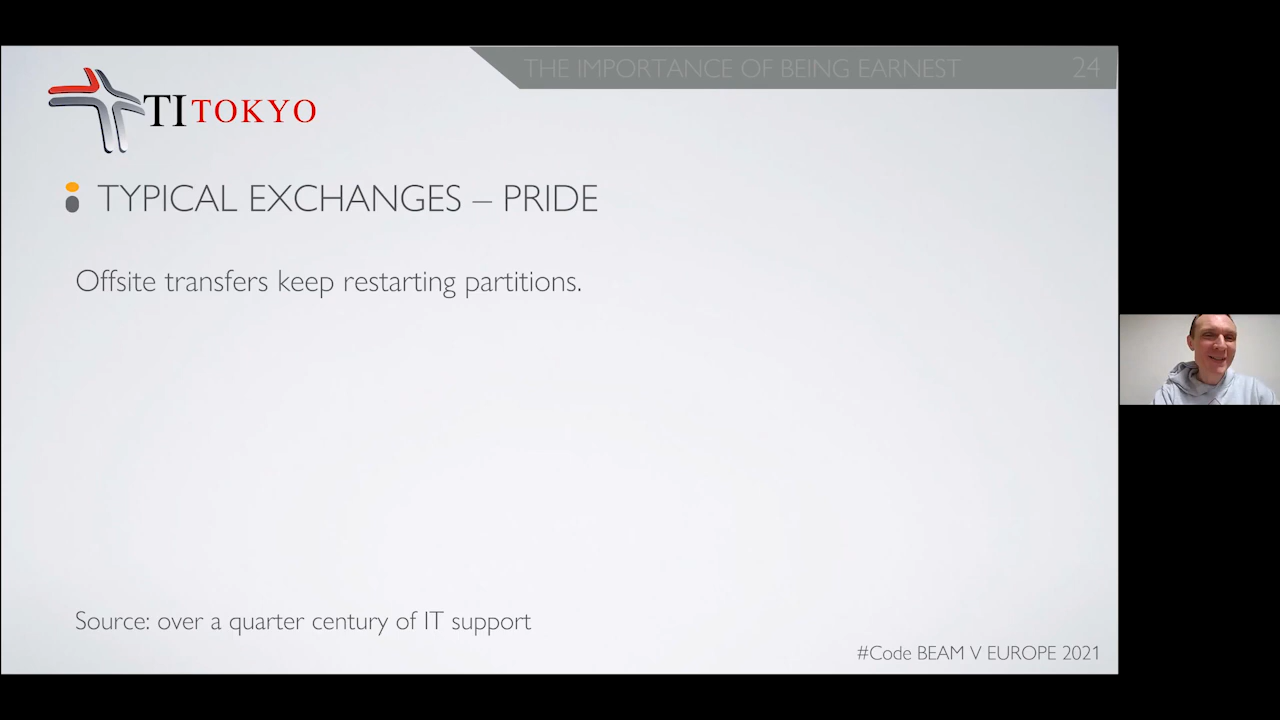 THE IMPORTANCE OF BEING EARNEST 24
TI TOKYO
TYPICAL EXCHANGES – PRIDE
Offsite transfers keep restarting partitions.
Source: over a quarter century of IT support
#Code BEAM V EUROPE 2021